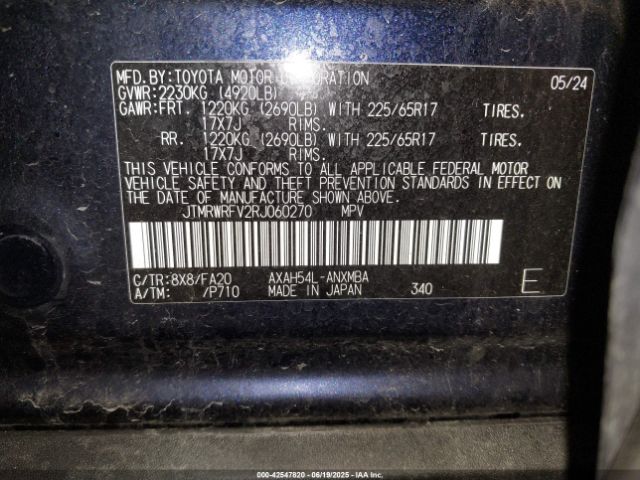 MFD.BY:TOYOTA MOTOR CORPORATION 05/24
GVWR:2230KG (4920LB)
GAWR:FRT. 1220KG (2690LB) WITH 225/65R17 TIRES.
17X7J RIMS.
RR. 1220KG (2690LB) WITH 225/65R17 TIRES.
17X7J RIMS.
THIS VEHICLE CONFORMS TO ALL APPLICABLE FEDERAL MOTOR
VEHICLE SAFETY AND THEFT PREVENTION STANDARDS IN EFFECT ON
THE DATE OF MANUFACTURE SHOWN ABOVE.
JTMRWRFV2RJ060270 MPV
C/TR:8X8/FA20 AXAH54L-ANXMBA E
A/TM: /P710 MADE IN JAPAN 340
000-42547820 - 06/19/2025 - IAA Inc.